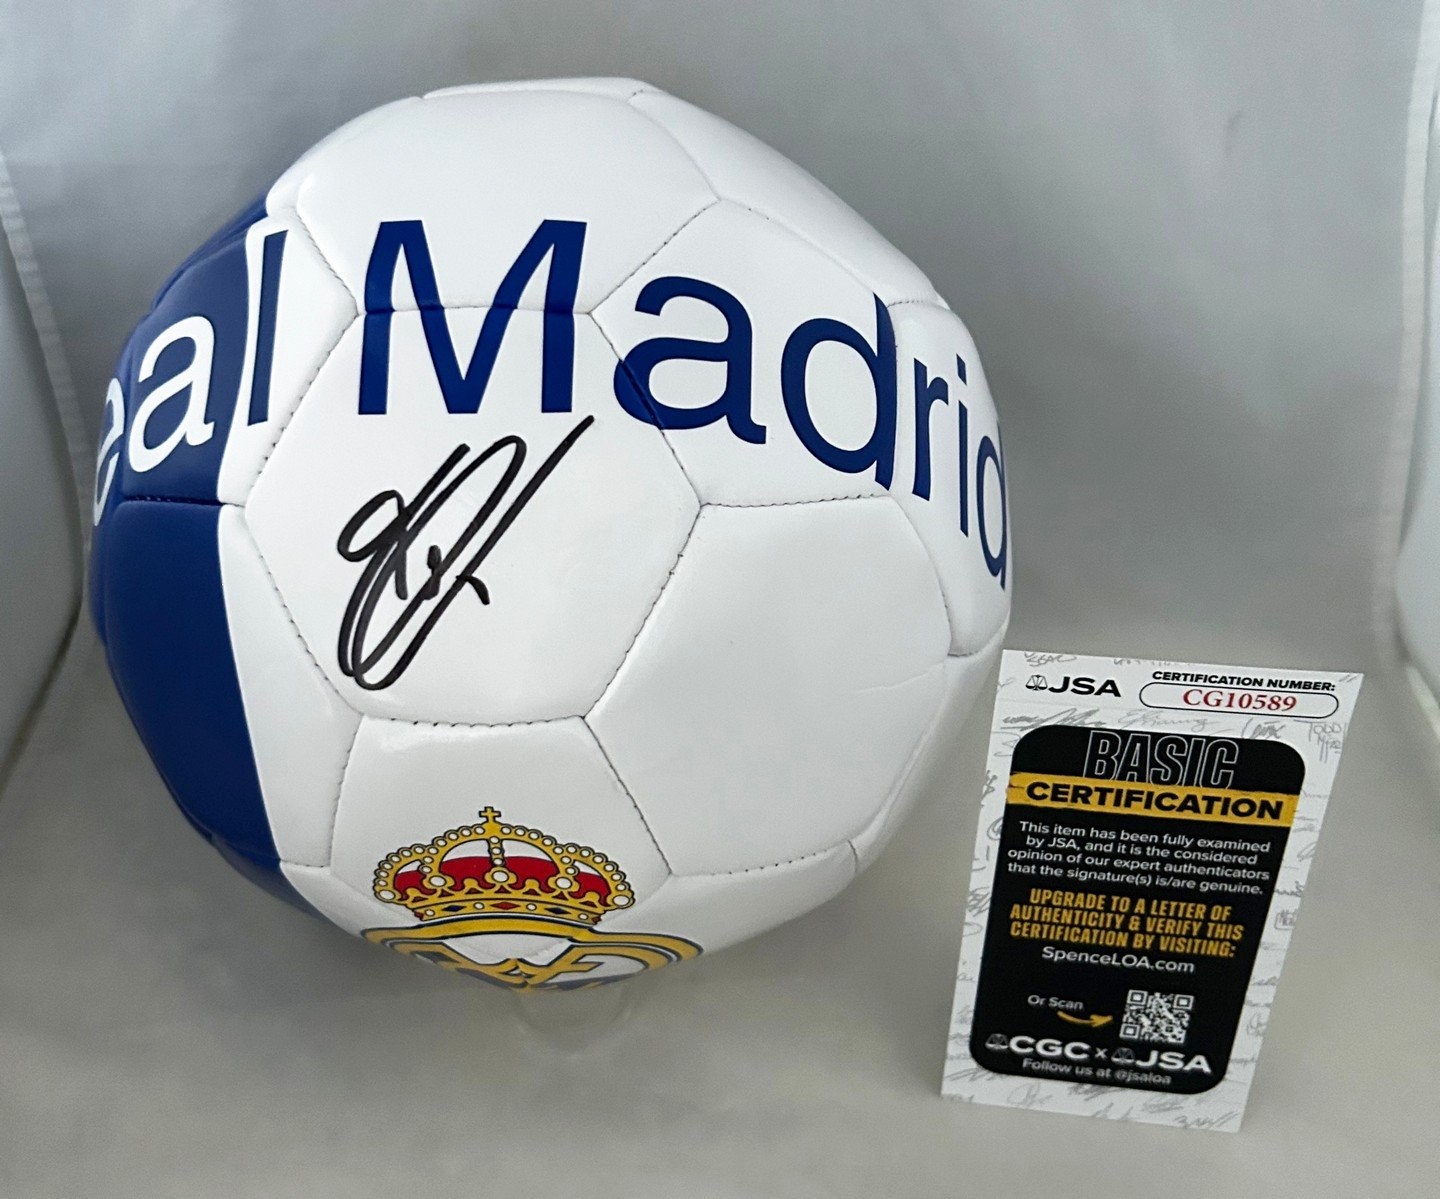 eal Madrid
JSA
CERTIFICATION NUMBER:
CG10589
BASIC
CERTIFICATION
This item has been fully examined
by JSA, and it is the considered
opinion of our expert authenticators
that the signature(s) is/are genuine.
UPGRADE TO A LETTER OF
AUTHENTICITY & VERIFY THIS
CERTIFICATION BY VISITING:
SpenceLOA.com
Or Scan
CGC x JSA
Follow us at @jsaloa